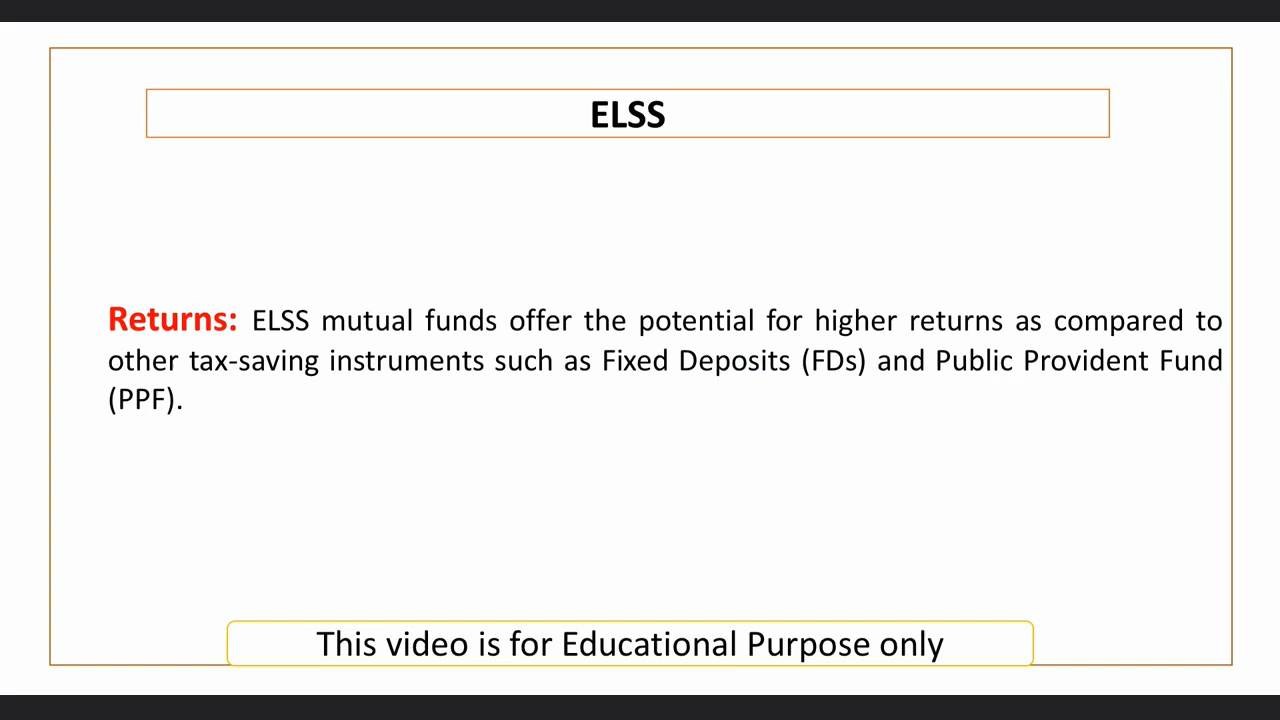 ELSS
Returns: ELSS mutual funds offer the potential for higher returns as compared to
other tax-saving instruments such as Fixed Deposits (FDs) and Public Provident Fund
(PPF).
This video is for Educational Purpose only